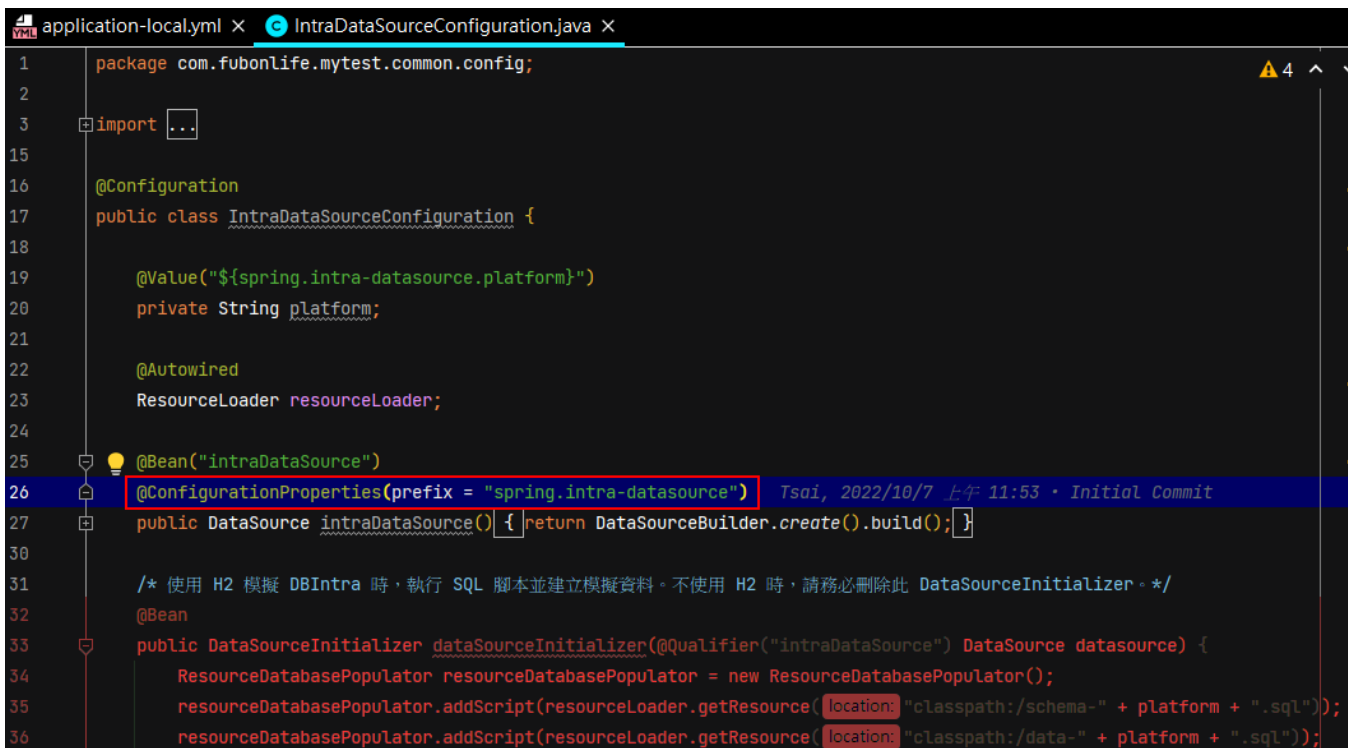 YML application-local.yml × C IntraDataSourceConfiguration.java ×
1 package com.fubonlife.mytest.common.config; 4
2
3 import ...
15
16 @Configuration
17 public class IntraDataSourceConfiguration {
18
19 @Value("${spring.intra-datasource.platform}")
20 private String platform;
21
22 @Autowired
23 ResourceLoader resourceLoader;
24
25 @Bean("intraDataSource")
26 @ConfigurationProperties(prefix = "spring.intra-datasource") Tsai, 2022/10/7 上午 11:53 • Initial Commit
27 public DataSource intraDataSource() { return DataSourceBuilder.create().build(); }
30
31 /* 使用 H2 模擬 DBIntra 時，執行 SQL 腳本並建立模擬資料。不使用 H2 時，請務必刪除此 DataSourceInitializer。*/
32 @Bean
33 public DataSourceInitializer dataSourceInitializer(@Qualifier("intraDataSource") DataSource datasource) {
34 ResourceDatabasePopulator resourceDatabasePopulator = new ResourceDatabasePopulator();
35 resourceDatabasePopulator.addScript(resourceLoader.getResource( location: "classpath:/schema-" + platform + ".sql"));
36 resourceDatabasePopulator.addScript(resourceLoader.getResource( location: "classpath:/data-" + platform + ".sql"));